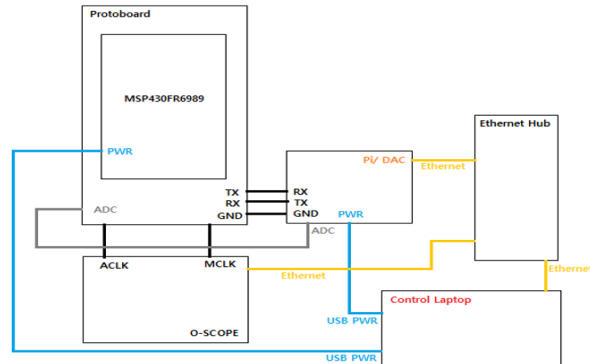 Protoboard
MSP430FR6989
Ethernet Hub
PWR
Pi/ DAC
Ethernet
TX
RX
RX
TX
GND
GND
PWR
ADC
ADC
ACLK
MCLK
Ethernet
Ethernet
Control Laptop
USB PWR
O-SCOPE
USB PWR